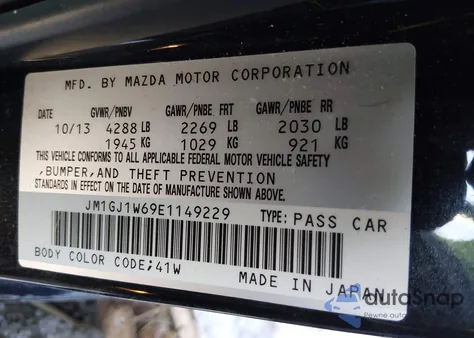 MFD. BY MAZDA MOTOR CORPORATION
DATE GVWR/PNBV GAWR/PNBE FRT GAWR/PNBE RR
10/13 4288 LB 2269 LB 2030 LB
1945 KG 1029 KG 921 KG
THIS VEHICLE CONFORMS TO ALL APPLICABLE FEDERAL MOTOR VEHICLE SAFETY
,BUMPER,AND THEFT PREVENTION
STANDARDS IN EFFECT ON THE DATE OF MANUFACTURE SHOWN ABOVE.
JM1GJ1W69E1149229 TYPE: PASS CAR
BODY COLOR CODE;41W
MADE IN JAPAN
autoSnap
Pewne auto